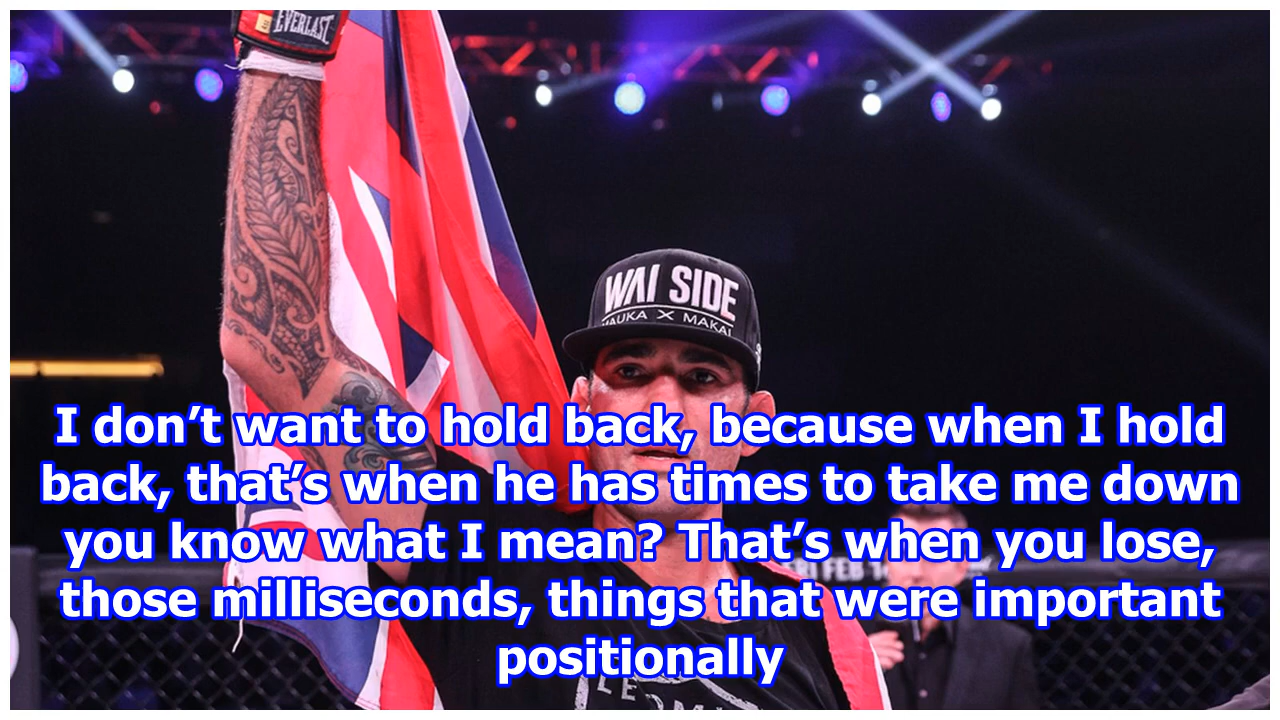 EVERLAST
WAI SIDE
MAUKA X MAKAI
I don’t want to hold
back, because when I hold
back, that’s when he has times to take me down
you know what I mean? That’s when you lose,
those milliseconds, things that were important
positionally
FEB